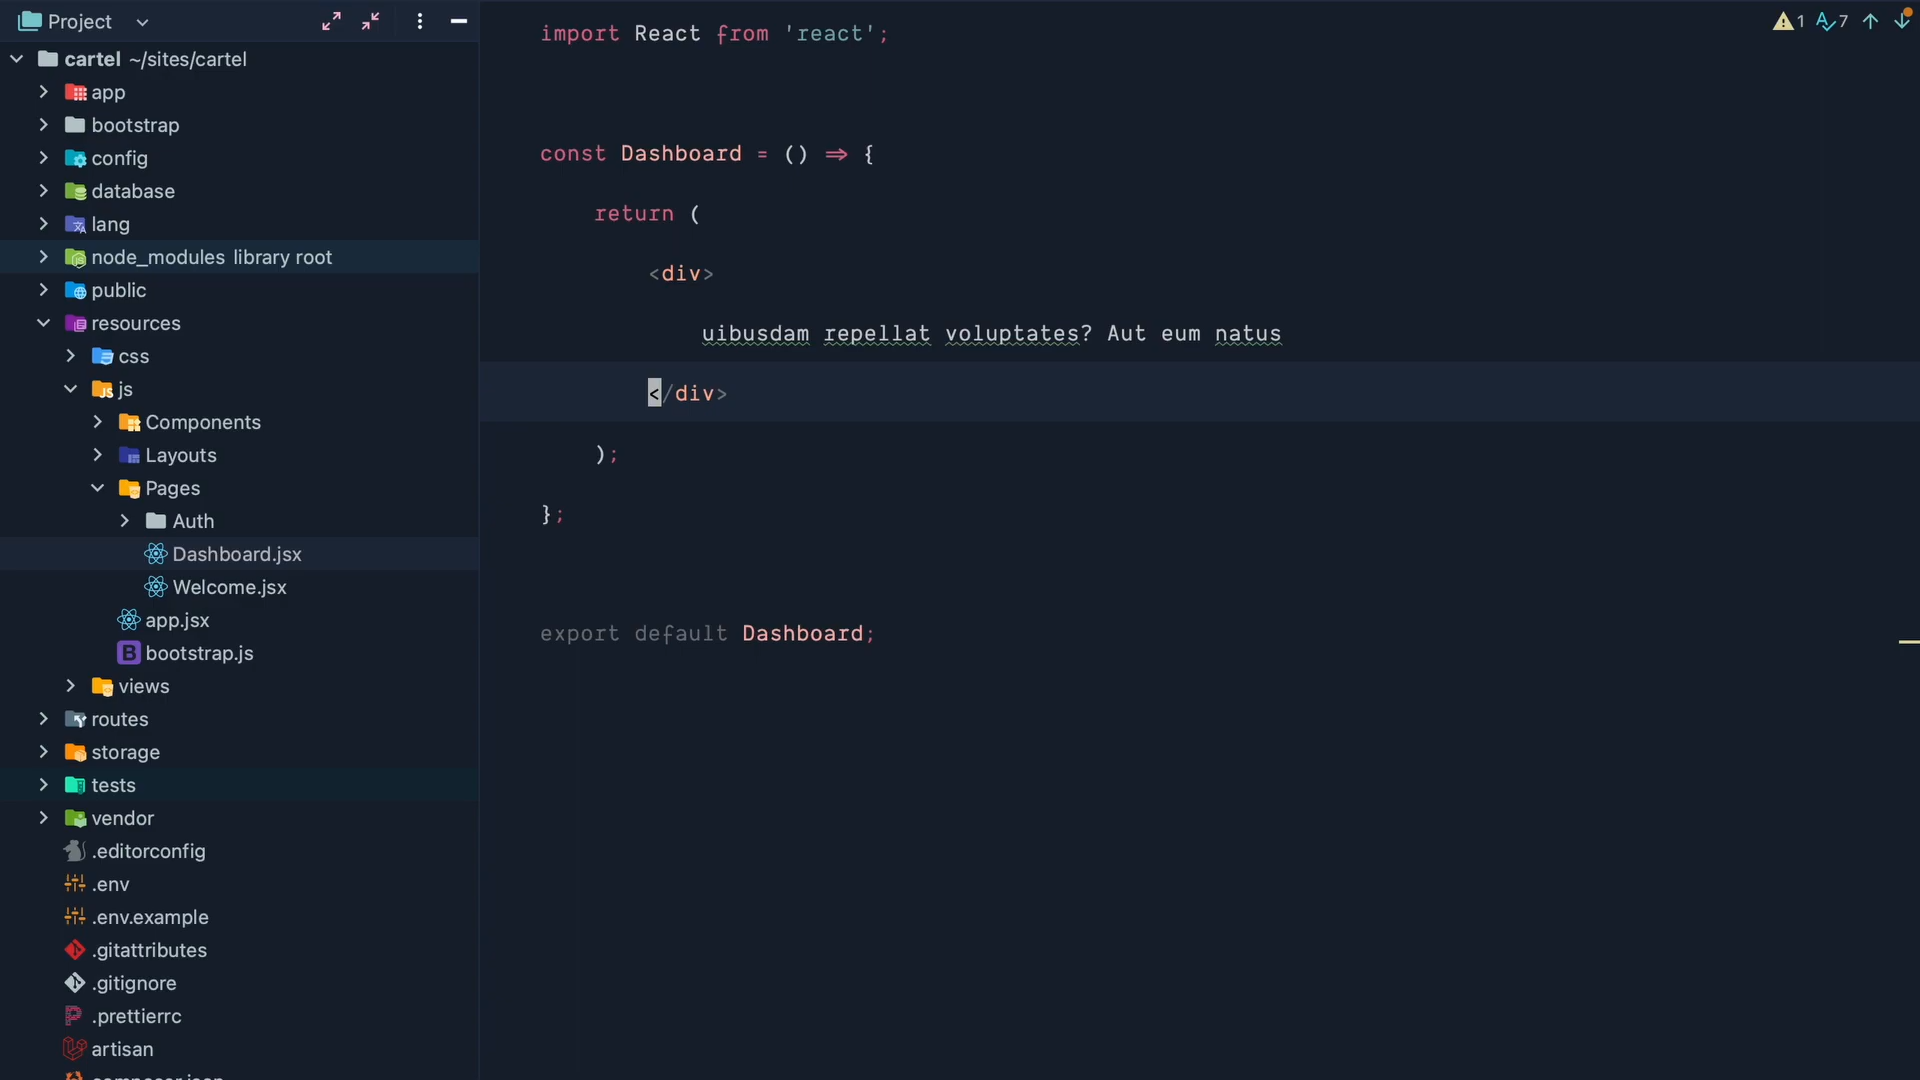 Project
cartel ~/sites/cartel
app
bootstrap
config
database
lang
node_modules library root
public
resources
css
js
Components
Layouts
Pages
Auth
Dashboard.jsx
Welcome.jsx
app.jsx
bootstrap.js
views
routes
storage
tests
vendor
.editorconfig
.env
.env.example
.gitattributes
.gitignore
.prettierrc
artisan
1 7
import React from 'react';
const Dashboard = () => {
return (
<div>
uibusdam repellat voluptates? Aut eum natus
</div>
);
};
export default Dashboard;